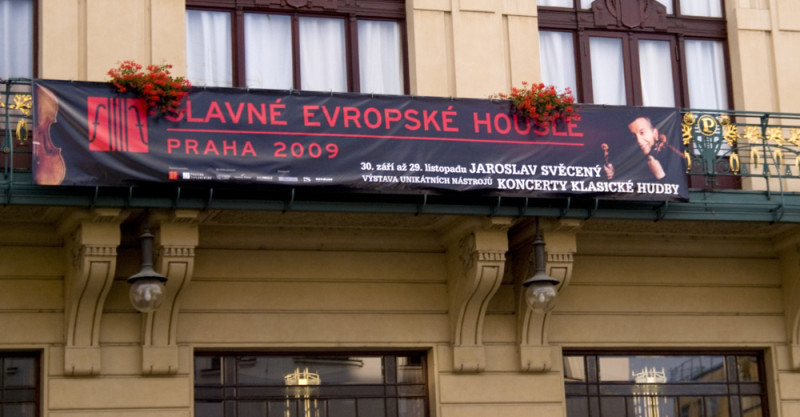 SLAVNÉ EVROPSKÉ HOUSLE
PRAHA 2009
30. září až 29. listopadu JAROSLAV SVĚCENÝ
VÝSTAVA UNIKÁTNÍCH NÁSTROJŮ KONCERTY KLASICKÉ HUDBY
P